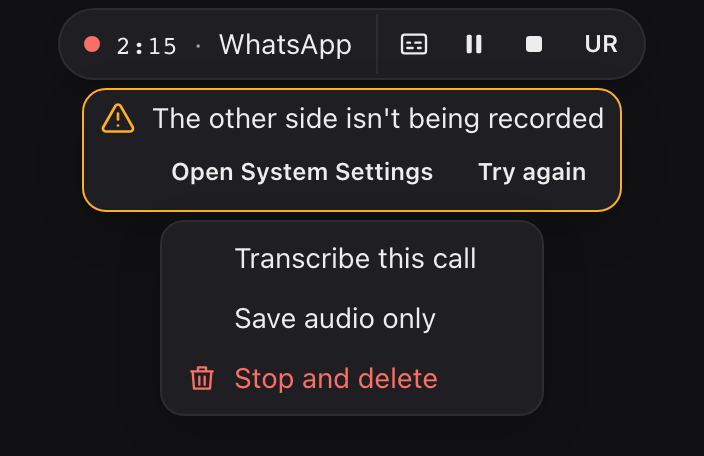 2:15 · WhatsApp UR
The other side isn't being recorded
Open System Settings Try again
Transcribe this call
Save audio only
Stop and delete